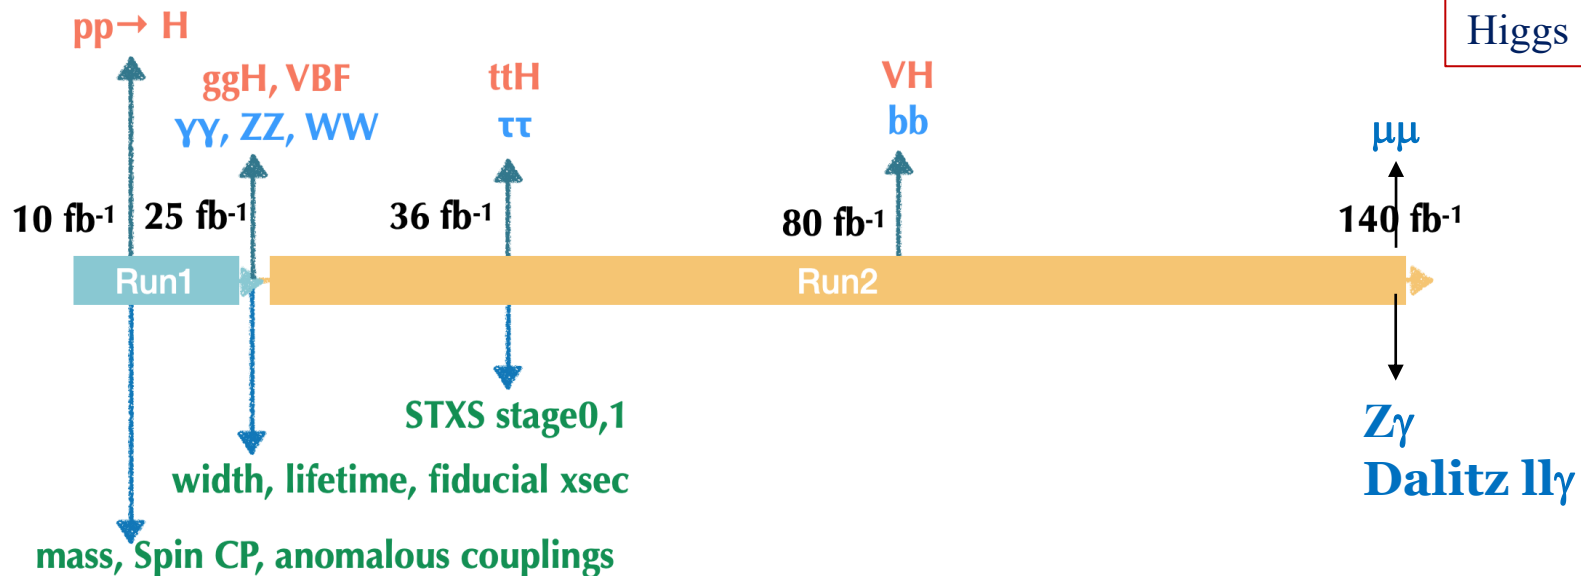 pp→ H
Higgs
ggH, VBF
ttH
VH
γγ, ZZ, WW
ττ
bb
μμ
10 fb-1
25 fb-1
36 fb-1
80 fb-1
140 fb-1
Run1
Run2
STXS stage0,1
Zγ
width, lifetime, fiducial xsec
Dalitz llγ
mass, Spin CP, anomalous couplings